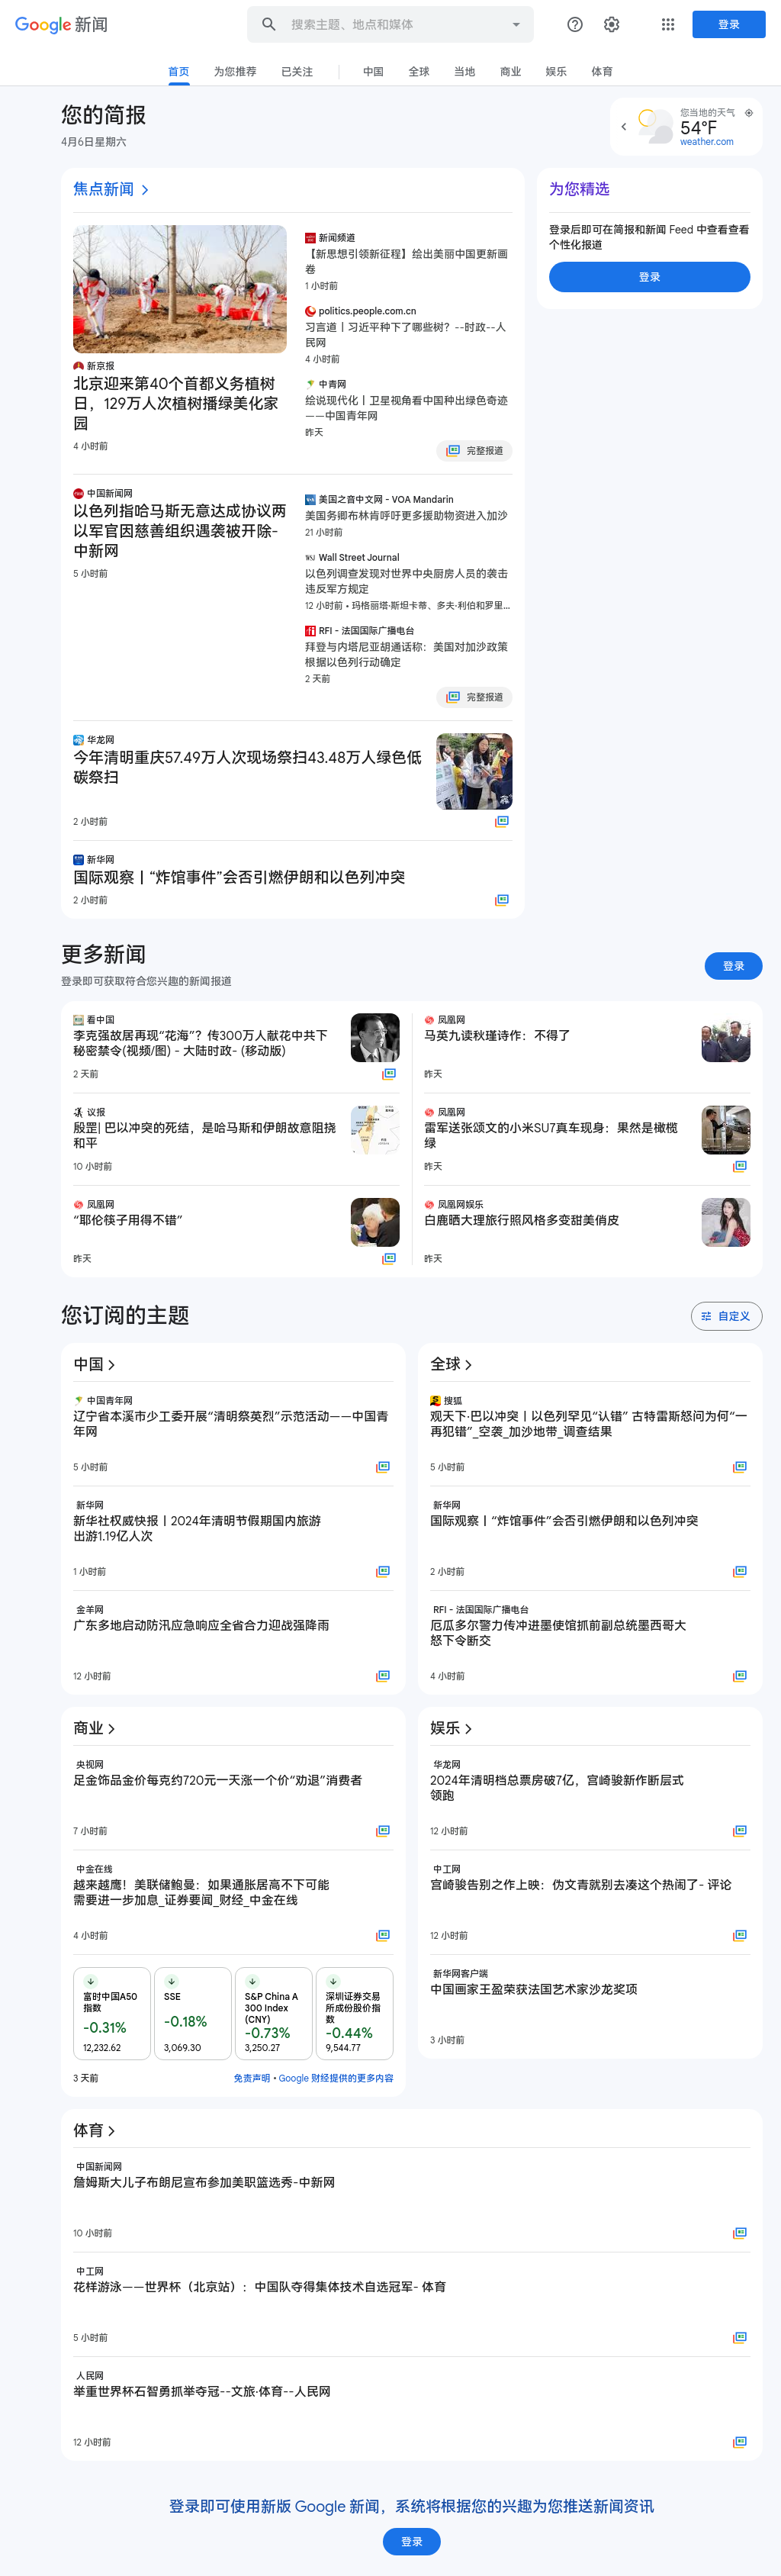 Google 新闻
搜索主题、地点和媒体
登录
首页
为您推荐
已关注
中国
全球
当地
商业
娱乐
体育
您的简报
4月6日星期六
您当地的天气
54°F
weather.com
焦点新闻
新京报
北京迎来第40个首都义务植树
日，129万人次植树播绿美化家
园
4 小时前
新闻频道
【新思想引领新征程】绘出美丽中国更新画
卷
1 小时前
politics.people.com.cn
习言道丨习近平种下了哪些树？--时政--人
民网
4 小时前
中青网
绘说现代化丨卫星视角看中国种出绿色奇迹
——中国青年网
昨天
完整报道
中国新闻网
以色列指哈马斯无意达成协议两
以军官因慈善组织遇袭被开除-
中新网
5 小时前
美国之音中文网 - VOA Mandarin
美国务卿布林肯呼吁更多援助物资进入加沙
21 小时前
Wall Street Journal
以色列调查发现对世界中央厨房人员的袭击
违反军方规定
12 小时前 • 玛格丽塔·斯坦卡蒂、多夫·利伯和罗里...
RFI - 法国国际广播电台
拜登与内塔尼亚胡通话称：美国对加沙政策
根据以色列行动确定
2 天前
完整报道
华龙网
今年清明重庆57.49万人次现场祭扫43.48万人绿色低
碳祭扫
2 小时前
新华网
国际观察丨“炸馆事件”会否引燃伊朗和以色列冲突
2 小时前
为您精选
登录后即可在简报和新闻 Feed 中查看查看
个性化报道
登录
更多新闻
登录即可获取符合您兴趣的新闻报道
登录
看中国
李克强故居再现“花海”？传300万人献花中共下
秘密禁令(视频/图) - 大陆时政- (移动版)
2 天前
凤凰网
马英九读秋瑾诗作：不得了
昨天
议报
殷罡| 巴以冲突的死结，是哈马斯和伊朗故意阻挠
和平
10 小时前
凤凰网
雷军送张颂文的小米SU7真车现身：果然是橄榄
绿
昨天
凤凰网
“耶伦筷子用得不错”
昨天
凤凰网娱乐
白鹿晒大理旅行照风格多变甜美俏皮
昨天
您订阅的主题
自定义
中国
中国青年网
辽宁省本溪市少工委开展“清明祭英烈”示范活动——中国青
年网
5 小时前
新华网
新华社权威快报丨2024年清明节假期国内旅游
出游1.19亿人次
1 小时前
金羊网
广东多地启动防汛应急响应全省合力迎战强降雨
12 小时前
全球
搜狐
观天下·巴以冲突丨以色列罕见“认错” 古特雷斯怒问为何“一
再犯错”_空袭_加沙地带_调查结果
5 小时前
新华网
国际观察丨“炸馆事件”会否引燃伊朗和以色列冲突
2 小时前
RFI - 法国国际广播电台
厄瓜多尔警力传冲进墨使馆抓前副总统墨西哥大
怒下令断交
4 小时前
商业
央视网
足金饰品金价每克约720元一天涨一个价“劝退”消费者
7 小时前
中金在线
越来越鹰！美联储鲍曼：如果通胀居高不下可能
需要进一步加息_证券要闻_财经_中金在线
4 小时前
富时中国A50
指数
-0.31%
12,232.62
SSE
-0.18%
3,069.30
S&P China A
300 Index
(CNY)
-0.73%
3,250.27
深圳证券交易
所成份股价指
数
-0.44%
9,544.77
3 天前
免责声明 • Google 财经提供的更多内容
娱乐
华龙网
2024年清明档总票房破7亿，宫崎骏新作断层式
领跑
12 小时前
中工网
宫崎骏告别之作上映：伪文青就别去凑这个热闹了- 评论
12 小时前
新华网客户端
中国画家王盈荣获法国艺术家沙龙奖项
3 小时前
体育
中国新闻网
詹姆斯大儿子布朗尼宣布参加美职篮选秀-中新网
10 小时前
中工网
花样游泳——世界杯（北京站）：中国队夺得集体技术自选冠军- 体育
5 小时前
人民网
举重世界杯石智勇抓举夺冠--文旅·体育--人民网
12 小时前
登录即可使用新版 Google 新闻，系统将根据您的兴趣为您推送新闻资讯
登录